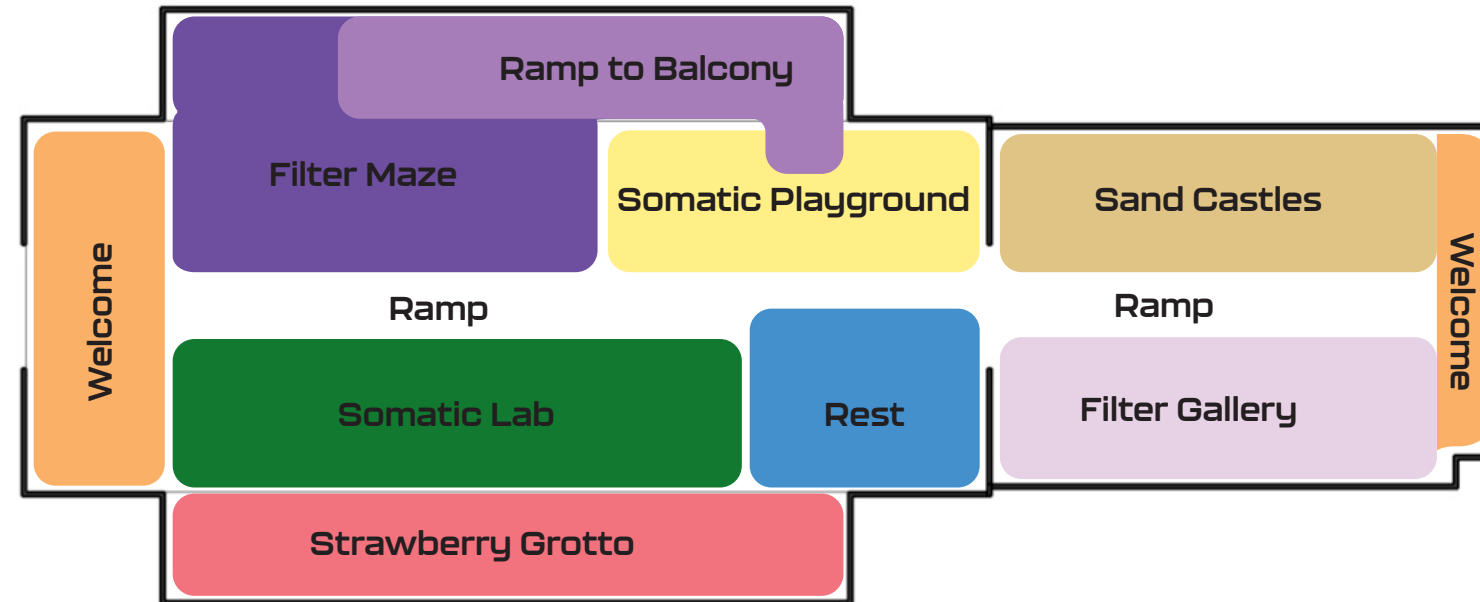 Ramp to Balcony
Filter Maze
Somatic Playground
Sand Castles
Welcome
Welcome
Ramp
Ramp
Somatic Lab
Rest
Filter Gallery
Strawberry Grotto